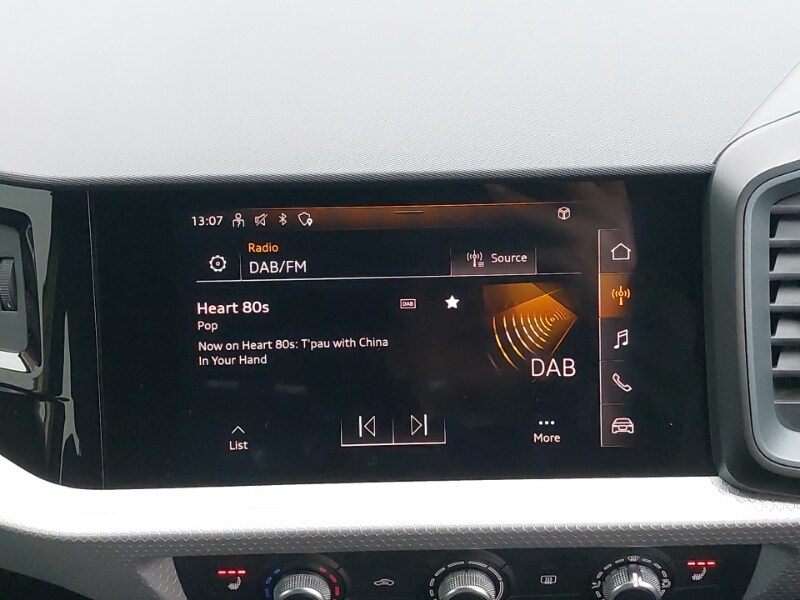 13:07
Radio
DAB/FM
Source
Heart 80s
DAB
Pop
Now on Heart 80s: T'pau with China
In Your Hand
DAB
List
More